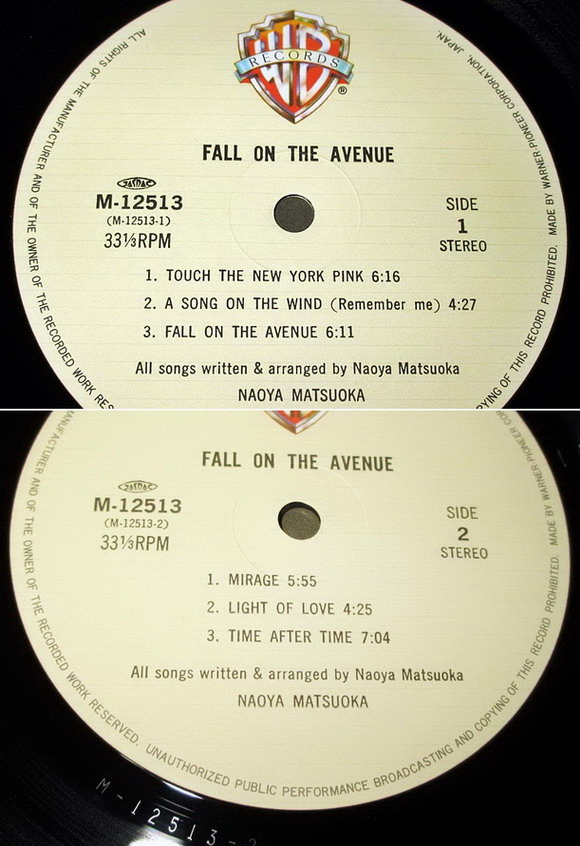 WB
RECORDS
®
FALL ON THE AVENUE
JASRAC
M-12513
(M-12513-1)
33⅓RPM
SIDE
1
STEREO
1. TOUCH THE NEW YORK PINK 6:16
2. A SONG ON THE WIND (Remember me) 4:27
3. FALL ON THE AVENUE 6:11
All songs written & arranged by Naoya Matsuoka
NAOYA MATSUOKA
ALL RIGHTS OF THE MANUFACTURER AND OF THE OWNER OF THE RECORDED WORK RES
YING OF THIS RECORD PROHIBITED. MADE BY WARNER-PIONEER CORPORATION, JAPAN.
FALL ON THE AVENUE
JASRAC
M-12513
(M-12513-2)
33⅓RPM
SIDE
2
STEREO
1. MIRAGE 5:55
2. LIGHT OF LOVE 4:25
3. TIME AFTER TIME 7:04
All songs written & arranged by Naoya Matsuoka
NAOYA MATSUOKA
MANUFACTURER AND OF THE OWNER OF THE RECORDED WORK RESERVED. UNAUTHORIZED PUBLIC PERFORMANCE BROADCASTING AND COPYING OF THIS RECORD PROHIBITED. MADE BY WARNER-PIONEER COR
M-12513-2